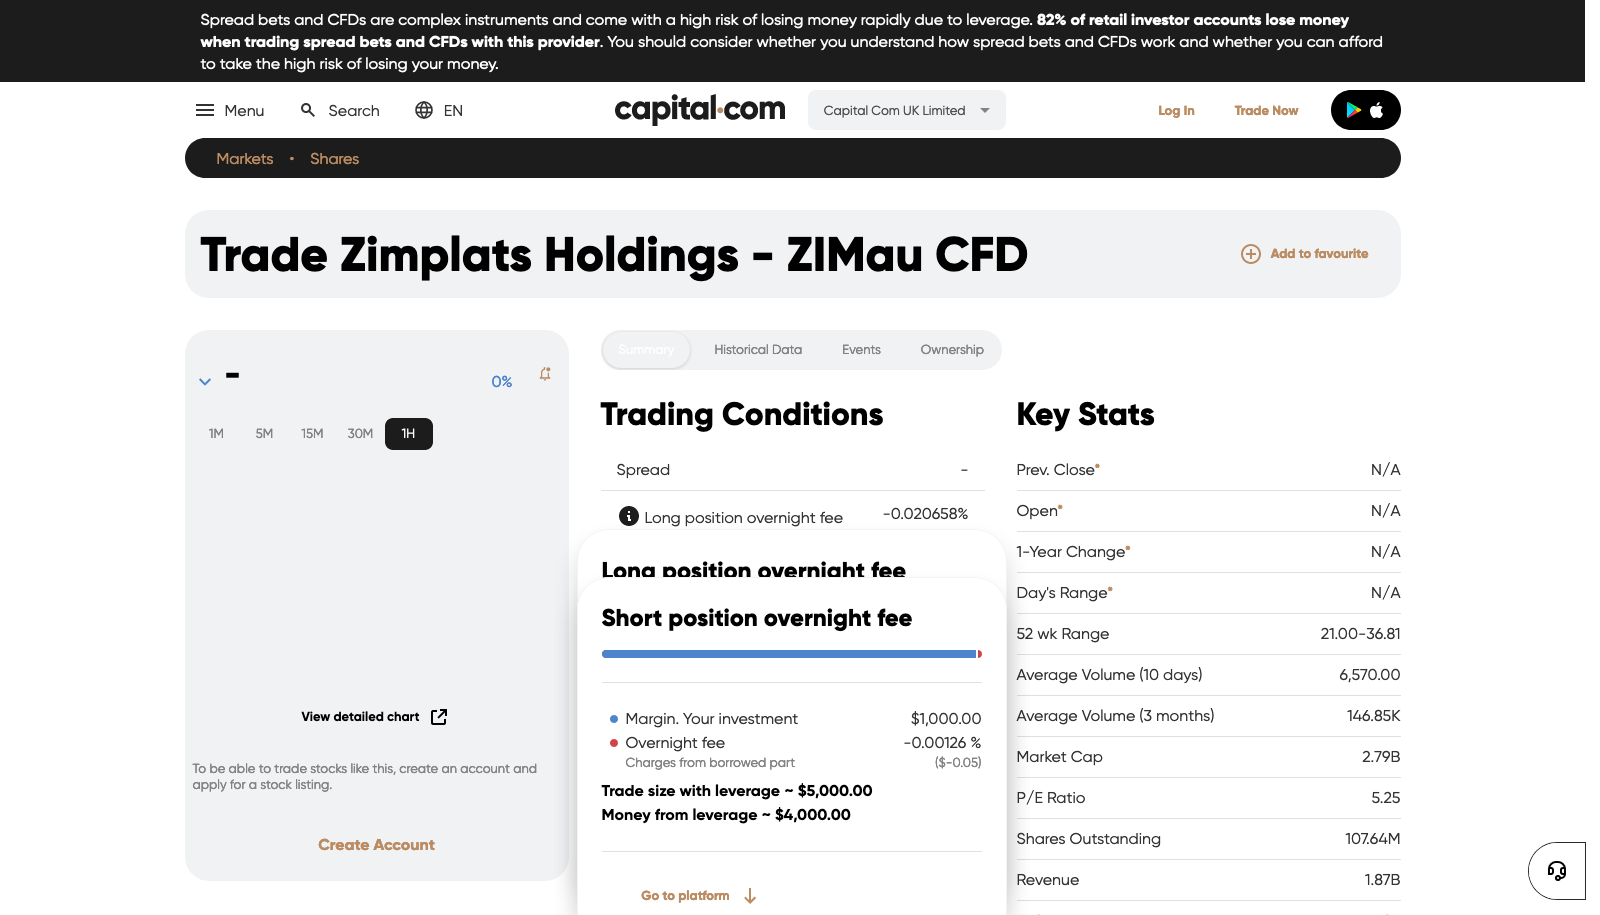 Spread bets and CFDs are complex instruments and come with a high risk of losing money rapidly due to leverage. 82% of retail investor accounts lose money
when trading spread bets and CFDs with this provider. You should consider whether you understand how spread bets and CFDs work and whether you can afford
to take the high risk of losing your money.
Menu Search EN capital.com Capital Com UK Limited Log In Trade Now
Markets • Shares
Trade Zimplats Holdings - ZIMau CFD
Add to favourite
- 0%
1M 5M 15M 30M 1H
View detailed chart
To be able to trade stocks like this, create an account and
apply for a stock listing.
Create Account
Summary Historical Data Events Ownership
Trading Conditions
Spread -
Long position overnight fee -0.020658%
Long position overnight fee
Short position overnight fee
Margin. Your investment $1,000.00
Overnight fee -0.00126 %
Charges from borrowed part ($-0.05)
Trade size with leverage ~ $5,000.00
Money from leverage ~ $4,000.00
Go to platform
Key Stats
Prev. Close* N/A
Open* N/A
1-Year Change* N/A
Day's Range* N/A
52 wk Range 21.00-36.81
Average Volume (10 days) 6,570.00
Average Volume (3 months) 146.85K
Market Cap 2.79B
P/E Ratio 5.25
Shares Outstanding 107.64M
Revenue 1.87B